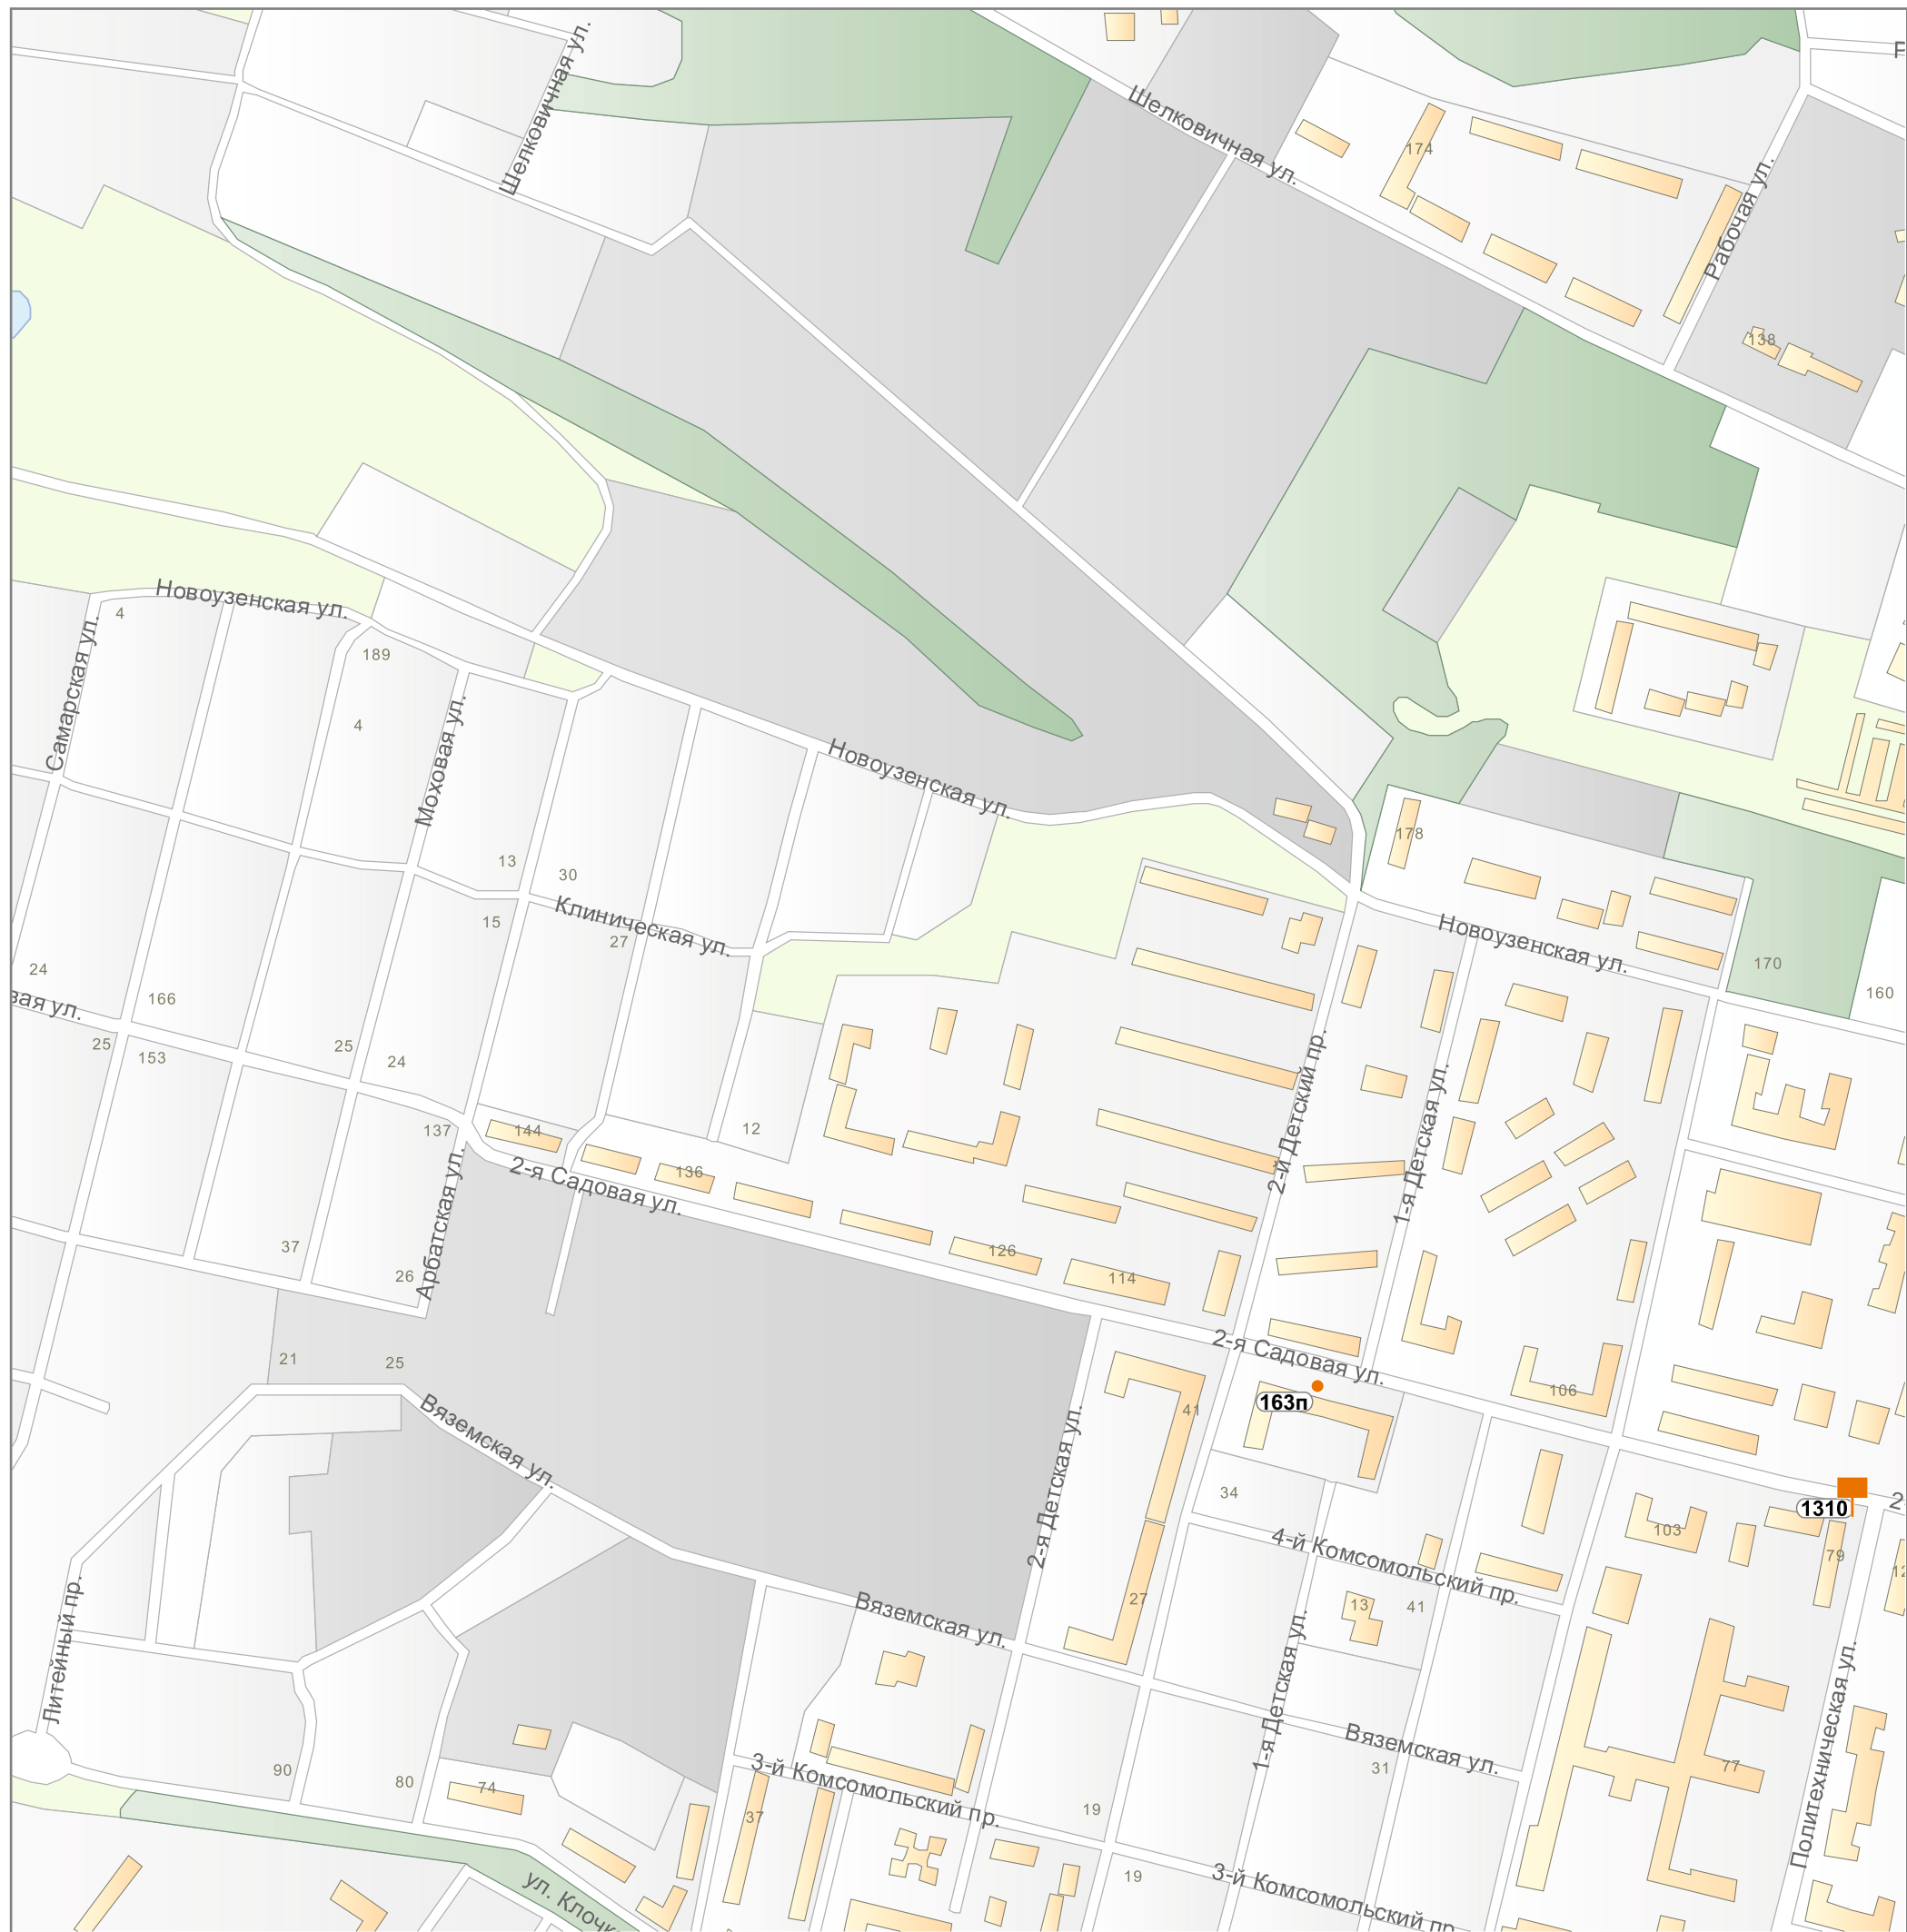 Шелковичная ул.
Р
Шелковичная ул.
174
Рабочая ул.
138
Новоузенская ул.
4
189
Самарская ул.
4
Моховая ул.
Новоузенская ул.
178
13
30
Клиническая ул.
15
27
Новоузенская ул.
24
170
166
160
вая ул.
25
153
25
24
2-й Детский пр.
1-я Детская ул.
137
144
12
136
2-я Садовая ул.
Арбатская ул.
37
126
26
114
2-я Садовая ул.
21
25
106
163п
41
Вяземская ул.
2-я Детская ул.
34
2-
1310
103
79
4-й Комсомольский пр.
12
27
13
41
Вяземская ул.
Литейный пр.
1-я Детская ул.
Политехническая ул.
Вяземская ул.
90
80
74
31
77
3-й Комсомольский пр.
37
19
19
3-й Комсомольский пр
ул. Клочк